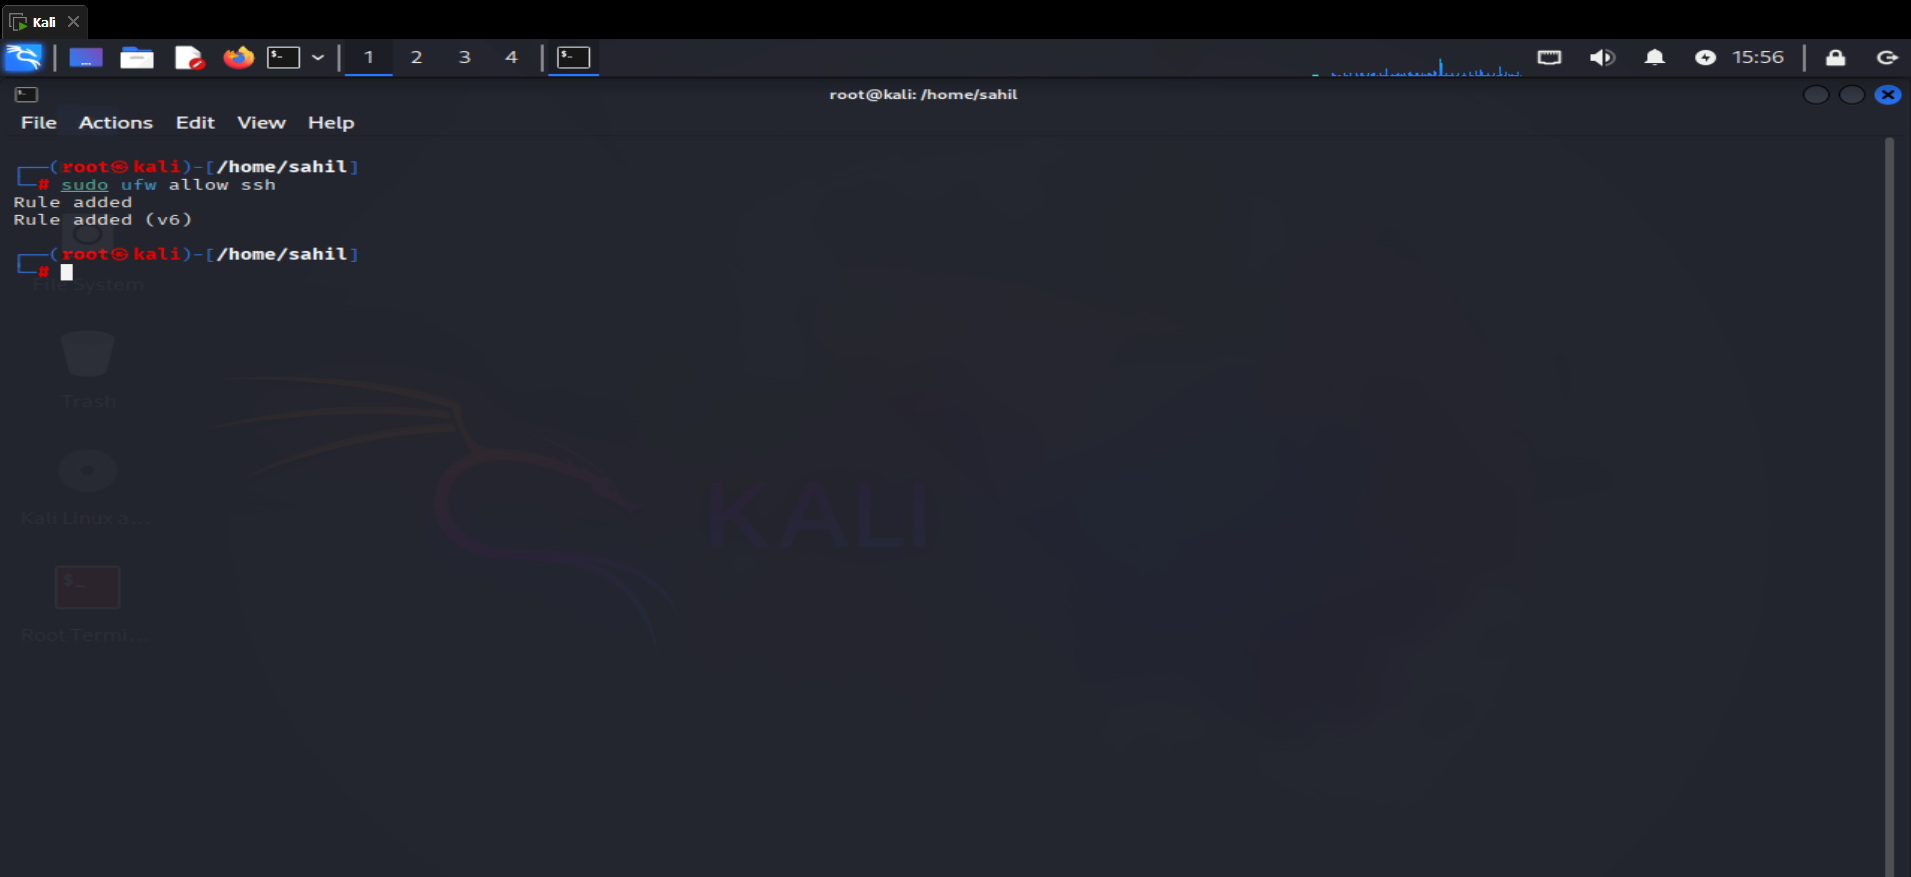 Kali
1 2 3 4
15:56
root@kali: /home/sahil
File Actions Edit View Help
(root㉿kali)-[/home/sahil]
# sudo ufw allow ssh
Rule added
Rule added (v6)
(root㉿kali)-[/home/sahil]
#
File System
Trash
Kali Linux a...
KALI
$_
Root Termi...